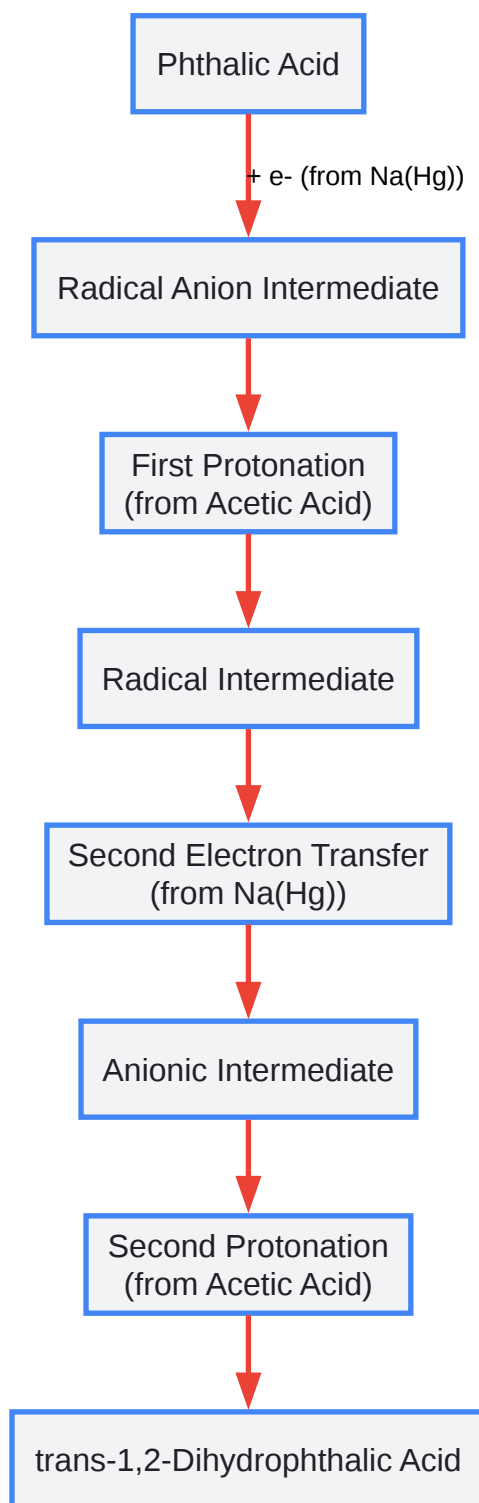 Phthalic Acid
+ e- (from Na(Hg))
Radical Anion Intermediate
First Protonation
(from Acetic Acid)
Radical Intermediate
Second Electron Transfer
(from Na(Hg))
Anionic Intermediate
Second Protonation
(from Acetic Acid)
trans-1,2-Dihydrophthalic Acid